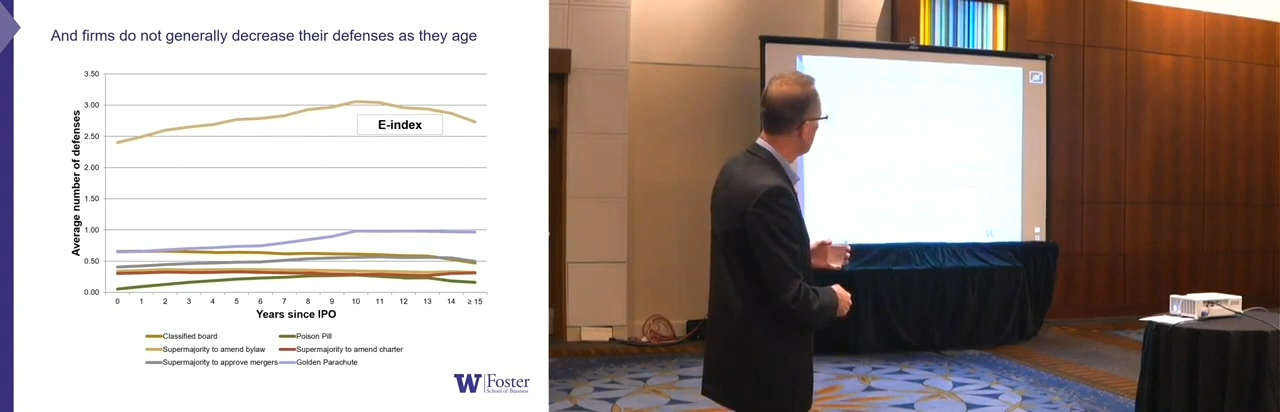 And firms do not generally decrease their defenses as they age
Average number of defenses
3.50
3.00
2.50
2.00
1.50
1.00
0.50
0.00
E-index
0 1 2 3 4 5 6 7 8 9 10 11 12 13 14 ≥ 15
Years since IPO
Classified board Poison Pill
Supermajority to amend bylaw Supermajority to amend charter
Supermajority to approve mergers Golden Parachute
W Foster
School of Business